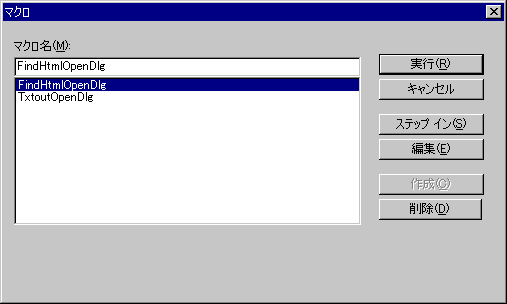 マクロ
マクロ名(M):
FindHtmlOpenDlg
FindHtmlOpenDlg
TxtoutOpenDlg
実行(R)
キャンセル
ステップ イン(S)
編集(E)
作成(C)
削除(D)